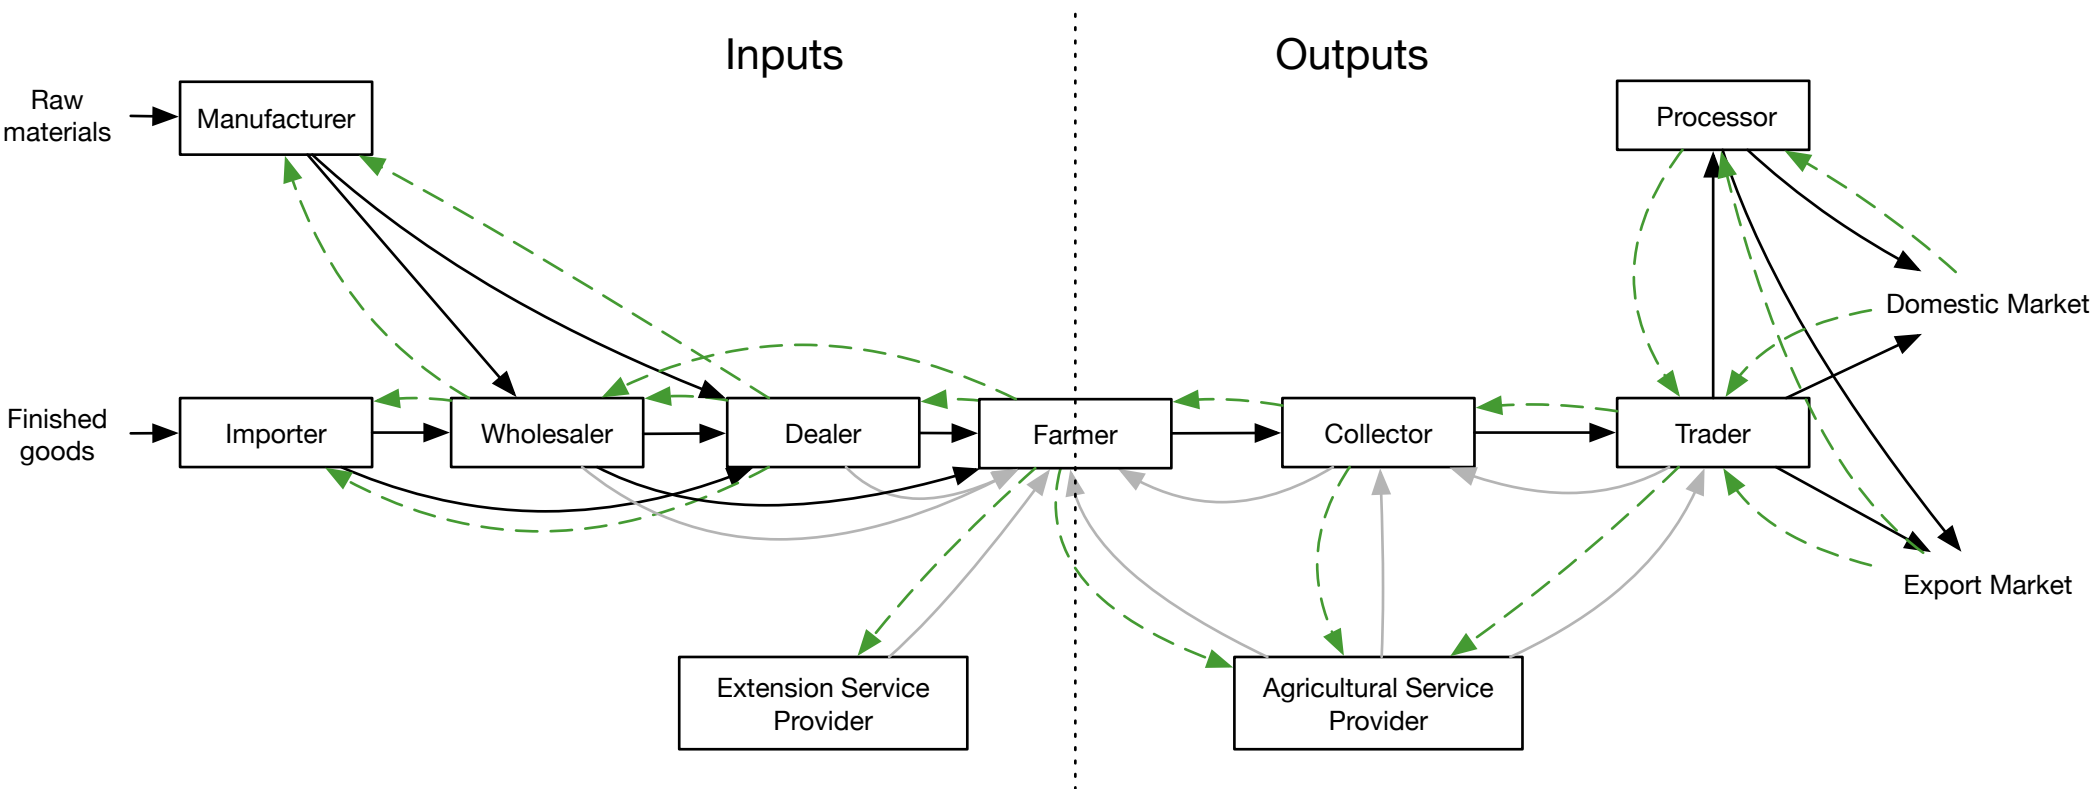 Inputs
Outputs
Raw
materials
Manufacturer
Processor
Domestic Market
Finished
goods
Importer
Wholesaler
Dealer
Farmer
Collector
Trader
Export Market
Extension Service
Provider
Agricultural Service
Provider